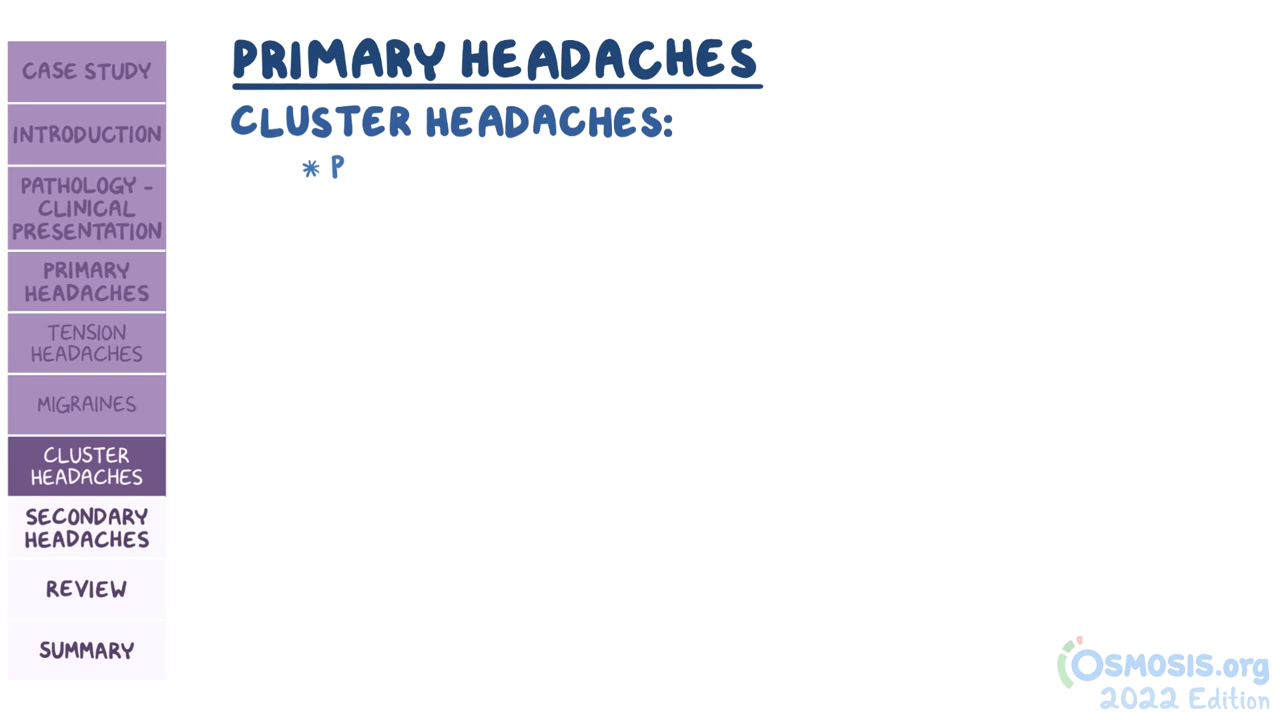 CASE STUDY
INTRODUCTION
PATHOLOGY -
CLINICAL
PRESENTATION
PRIMARY
HEADACHES
TENSION
HEADACHES
MIGRAINES
CLUSTER
HEADACHES
SECONDARY
HEADACHES
REVIEW
SUMMARY
PRIMARY HEADACHES
CLUSTER HEADACHES:
* P
OSMOSIS.org
2022 Edition